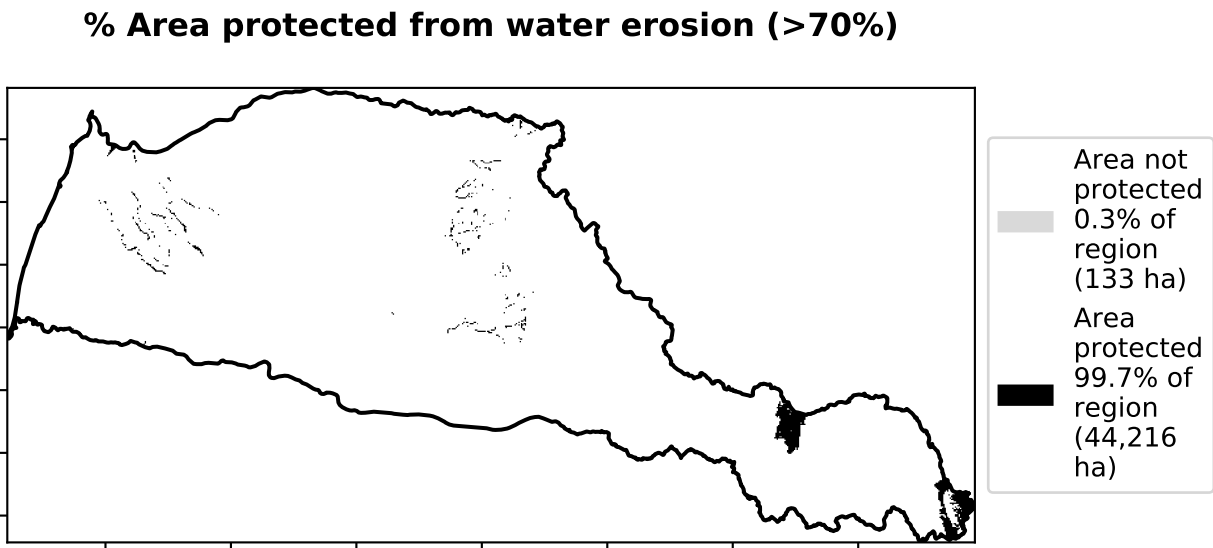 % Area protected from water erosion (>70%)
Area not
protected
0.3% of
region
(133 ha)
Area
protected
99.7% of
region
(44,216
ha)